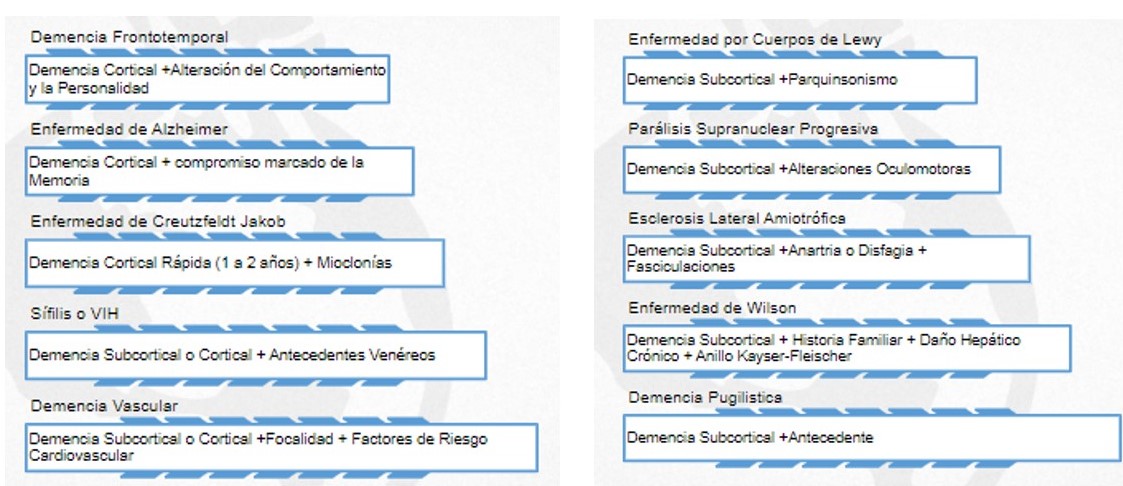 Demencia Frontotemporal
Demencia Cortical +Alteración del Comportamiento
y la Personalidad
Enfermedad de Alzheimer
Demencia Cortical + compromiso marcado de la
Memoria
Enfermedad de Creutzfeldt Jakob
Demencia Cortical Rápida (1 a 2 años) + Mioclonías
Sífilis o VIH
Demencia Subcortical o Cortical + Antecedentes Venéreos
Demencia Vascular
Demencia Subcortical o Cortical +Focalidad + Factores de Riesgo
Cardiovascular
Enfermedad por Cuerpos de Lewy
Demencia Subcortical +Parquinsonismo
Parálisis Supranuclear Progresiva
Demencia Subcortical +Alteraciones Oculomotoras
Esclerosis Lateral Amiotrófica
Demencia Subcortical +Anartria o Disfagia +
Fasciculaciones
Enfermedad de Wilson
Demencia Subcortical + Historia Familiar + Daño Hepático
Crónico + Anillo Kayser-Fleischer
Demencia Pugilistica
Demencia Subcortical +Antecedente